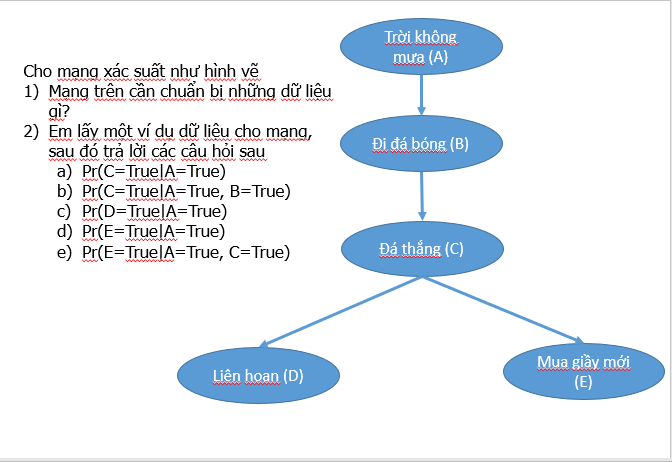 Cho mạng xác suất như hình vẽ
1) Mạng trên cần chuẩn bị những dữ liệu
gì?
2) Em lấy một ví dụ dữ liệu cho mạng,
sau đó trả lời các câu hỏi sau
a) Pr(C=True|A=True)
b) Pr(C=True|A=True, B=True)
c) Pr(D=True|A=True)
d) Pr(E=True|A=True)
e) Pr(E=True|A=True, C=True)
Trời không
mưa (A)
Đi đá bóng (B)
Đá thắng (C)
Liên hoan (D)
Mua giầy mới
(E)